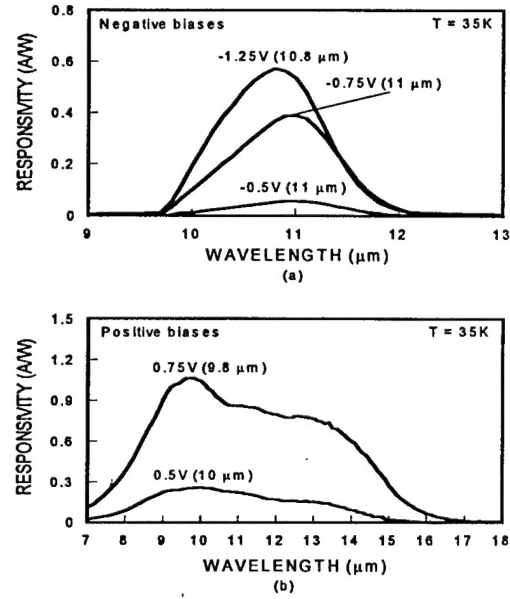 Negative biases T = 35K
-1.25V (10.8 µm)
-0.75V (11 µm)
-0.5V (11 µm)
RESPONSIVITY (A/W)
0.8
0.6
0.4
0.2
0
9 10 11 12 13
WAVELENGTH (µm)
(a)
Positive biases T = 35K
0.75V (9.8 µm)
0.5V (10 µm)
RESPONSIVITY (A/W)
1.5
1.2
0.9
0.6
0.3
0
7 8 9 10 11 12 13 14 15 16 17 18
WAVELENGTH (µm)
(b)